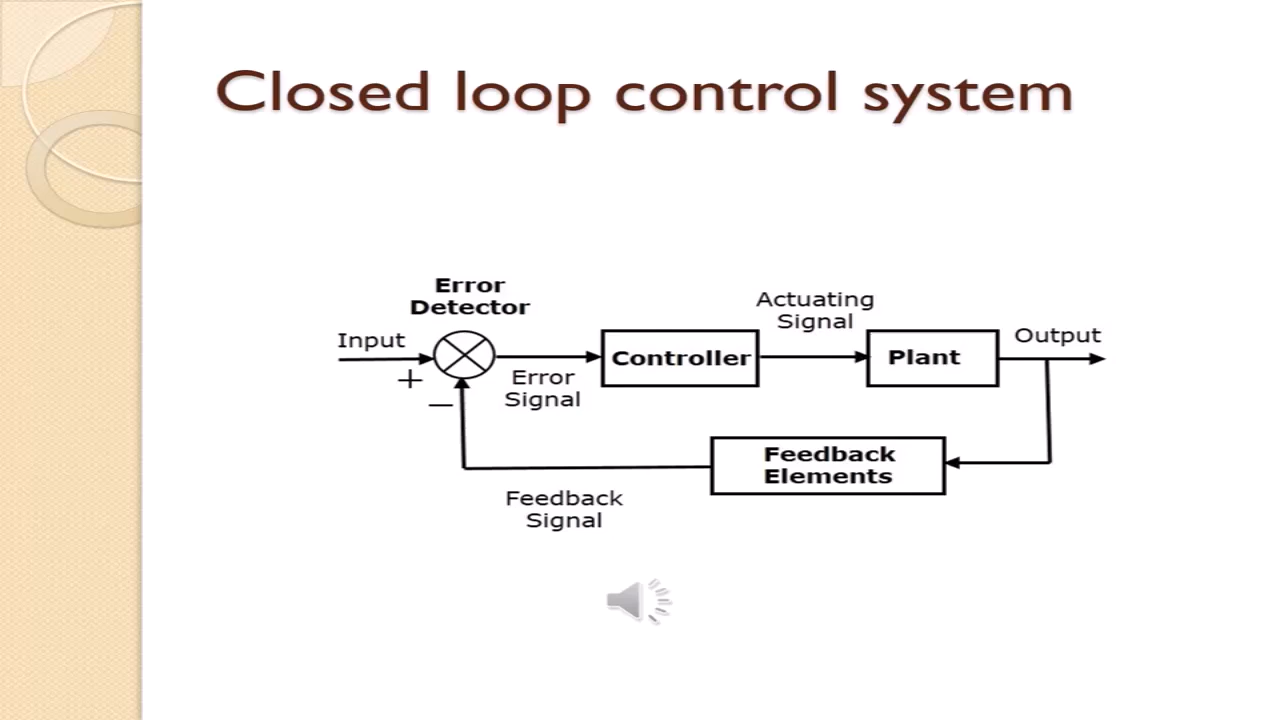 Closed loop control system
Error
Detector
Input
+
−
Error
Signal
Controller
Actuating
Signal
Plant
Output
Feedback
Elements
Feedback
Signal